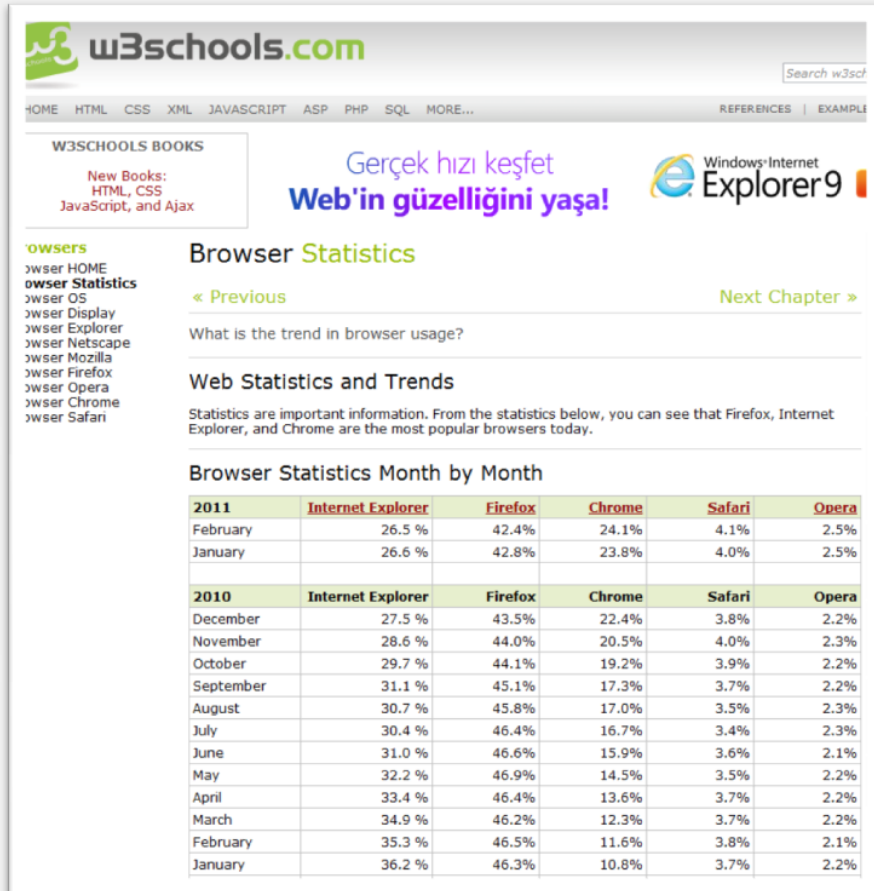 w3schools.com
Search w3sch
HOME HTML CSS XML JAVASCRIPT ASP PHP SQL MORE... REFERENCES | EXAMPLE
W3SCHOOLS BOOKS
New Books:
HTML, CSS
JavaScript, and Ajax
Gerçek hızı keşfet
Web'in güzelliğini yaşa!
Windows Internet
Explorer 9
owsers
owser HOME
owser Statistics
owser OS
owser Display
owser Explorer
owser Netscape
owser Mozilla
owser Firefox
owser Opera
owser Chrome
owser Safari
Browser Statistics
« Previous Next Chapter »
What is the trend in browser usage?
Web Statistics and Trends
Statistics are important information. From the statistics below, you can see that Firefox, Internet
Explorer, and Chrome are the most popular browsers today.
Browser Statistics Month by Month
2011 Internet Explorer Firefox Chrome Safari Opera
February 26.5 % 42.4% 24.1% 4.1% 2.5%
January 26.6 % 42.8% 23.8% 4.0% 2.5%
2010 Internet Explorer Firefox Chrome Safari Opera
December 27.5 % 43.5% 22.4% 3.8% 2.2%
November 28.6 % 44.0% 20.5% 4.0% 2.3%
October 29.7 % 44.1% 19.2% 3.9% 2.2%
September 31.1 % 45.1% 17.3% 3.7% 2.2%
August 30.7 % 45.8% 17.0% 3.5% 2.3%
July 30.4 % 46.4% 16.7% 3.4% 2.3%
June 31.0 % 46.6% 15.9% 3.6% 2.1%
May 32.2 % 46.9% 14.5% 3.5% 2.2%
April 33.4 % 46.4% 13.6% 3.7% 2.2%
March 34.9 % 46.2% 12.3% 3.7% 2.2%
February 35.3 % 46.5% 11.6% 3.8% 2.1%
January 36.2 % 46.3% 10.8% 3.7% 2.2%